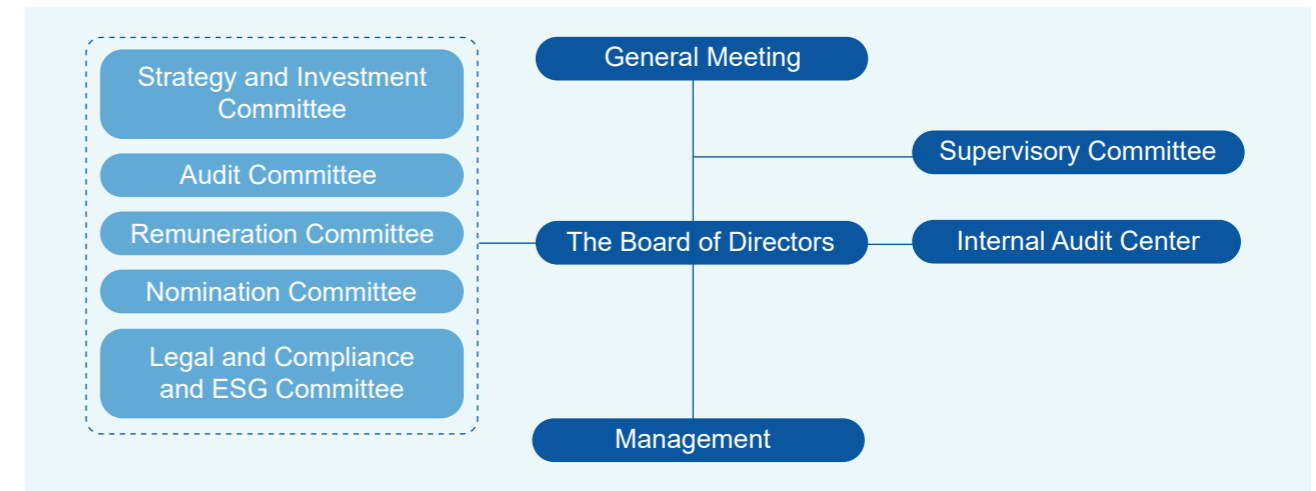 Strategy and Investment
Committee
Audit Committee
Remuneration Committee
Nomination Committee
Legal and Compliance
and ESG Committee
General Meeting
Supervisory Committee
The Board of Directors
Internal Audit Center
Management